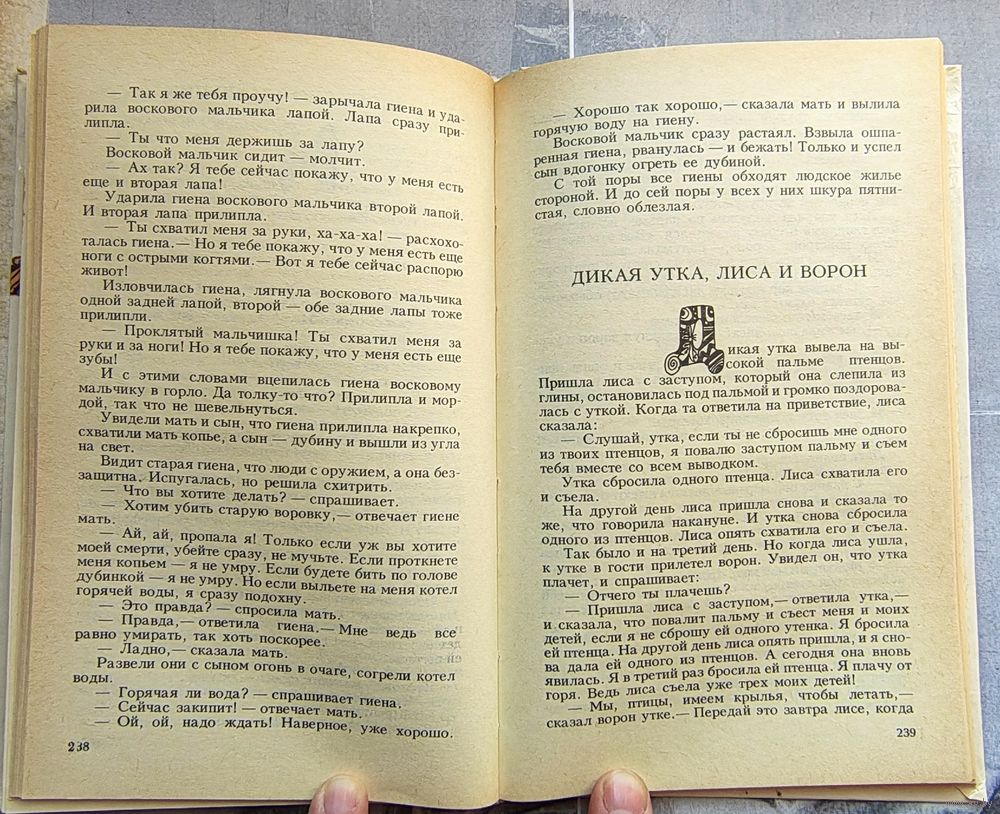 — Так я же тебя проучу! — зарычала гиена и уда-
рила воскового мальчика лапой. Лапа сразу при-
липла.
— Ты что меня держишь за лапу?
Восковой мальчик сидит — молчит.
— Ах так? Я тебе сейчас покажу, что у меня есть
еще и вторая лапа!
Ударила гиена воскового мальчика второй лапой.
И вторая лапа прилипла.
— Ты схватил меня за руки, ха-ха-ха! — расхохо-
талась гиена.— Но я тебе покажу, что у меня есть еще
ноги с острыми когтями.— Вот я тебе сейчас распорю
живот!
Изловчилась гиена, лягнула воскового мальчика
одной задней лапой, второй — обе задние лапы тоже
прилипли.
— Проклятый мальчишка! Ты схватил меня за
руки и за ноги! Но я тебе покажу, что у меня есть еще
зубы!
И с этими словами вцепилась гиена восковому
мальчику в горло. Да толку-то что? Прилипла и мор-
дой, так что не шевельнуться.
Увидели мать и сын, что гиена прилипла накрепко,
схватили мать копье, а сын — дубину и вышли из угла
на свет.
Видит старая гиена, что люди с оружием, а она без-
защитна. Испугалась, но решила схитрить.
— Что вы хотите делать? — спрашивает.
— Хотим убить старую воровку,— отвечает гиене
мать.
— Ай, ай, пропала я! Только если уж вы хотите
моей смерти, убейте сразу, не мучьте. Если проткнете
меня копьем — я не умру. Если будете бить по голове
дубинкой — я не умру. Но если выльете на меня котел
горячей воды, я сразу подохну.
— Это правда? — спросила мать.
— Правда,— ответила гиена.— Мне ведь все
равно умирать, так хоть поскорее.
— Ладно,— сказала мать.
Развели они с сыном огонь в очаге, согрели котел
воды.
— Горячая ли вода? — спрашивает гиена.
— Сейчас закипит! — отвечает мать.
— Ой, ой, надо ждать! Наверное, уже хорошо.
238
— Хорошо так хорошо,— сказала мать и вылила
горячую воду на гиену.
Восковой мальчик сразу растаял. Взвыла ошпа-
ренная гиена, рванулась — и бежать! Только и успел
сын вдогонку огреть ее дубиной.
С той поры все гиены обходят людское жилье
стороной. И до сей поры у всех у них шкура пятни-
стая, словно облезлая.
ДИКАЯ УТКА, ЛИСА И ВОРОН
Дикая утка вывела на вы-
сокой пальме птенцов.
Пришла лиса с заступом, который она слепила из
глины, остановилась под пальмой и громко поздорова-
лась с уткой. Когда та ответила на приветствие, лиса
сказала:
— Слушай, утка, если ты не сбросишь мне одного
из твоих птенцов, я повалю заступом пальму и съем
тебя вместе со всем выводком.
Утка сбросила одного птенца. Лиса схватила его
и съела.
На другой день лиса пришла снова и сказала то
же, что говорила накануне. И утка снова сбросила
одного из птенцов. Лиса опять схватила его и съела.
Так было и на третий день. Но когда лиса ушла,
к утке в гости прилетел ворон. Увидел он, что утка
плачет, и спрашивает:
— Отчего ты плачешь?
— Пришла лиса с заступом,— ответила утка,—
и сказала, что повалит пальму и съест меня и моих
детей, если я не сброшу ей одного утенка. Я бросила
ей птенца. На другой день лиса опять пришла, и я сно-
ва дала ей одного из птенцов. А сегодня она вновь
явилась. Я в третий раз бросила ей птенца. Я плачу от
горя. Ведь лиса съела уже трех моих детей!
— Мы, птицы, имеем крылья, чтобы летать,—
сказал ворон утке.— Передай это завтра лисе, когда
239